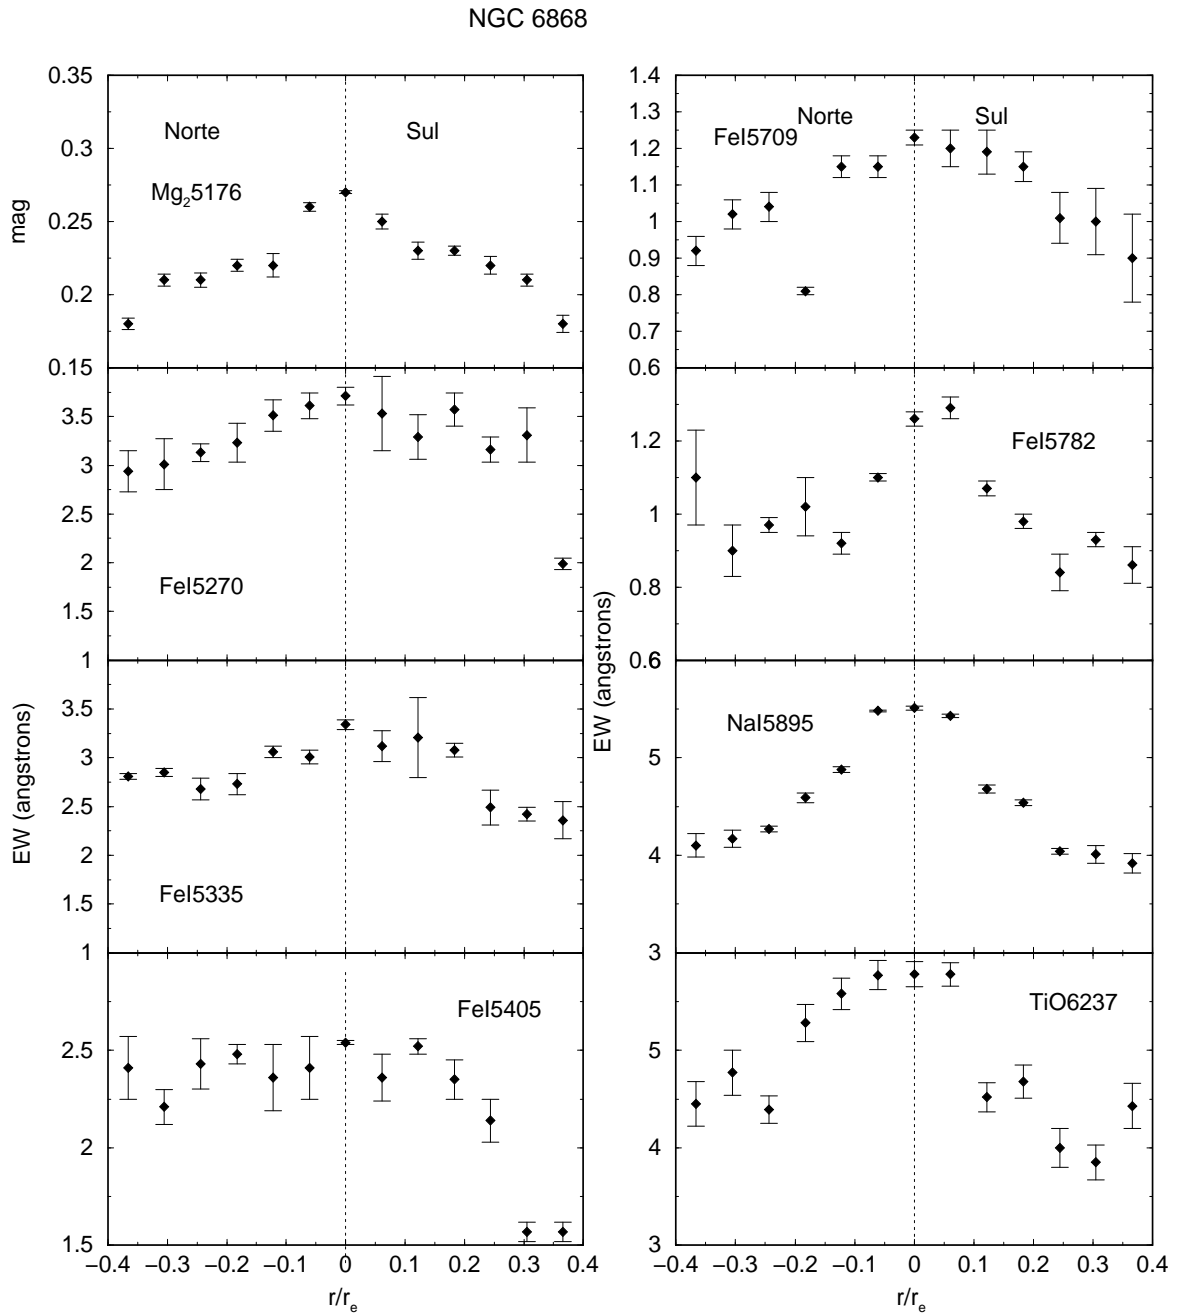 NGC 6868
0.35
0.3
0.25
0.2
0.15
mag
Norte
Sul
Mg25176
3.5
3
2.5
2
1.5
1
FeI5270
EW (angstrons)
3.5
3
2.5
2
1.5
1
FeI5335
2.5
2
1.5
FeI5405
−0.4 −0.3 −0.2 −0.1 0 0.1 0.2 0.3 0.4
r/re
1.4
1.3
1.2
1.1
1
0.9
0.8
0.7
0.6
Norte
Sul
FeI5709
1.2
1
0.8
0.6
FeI5782
EW (angstrons)
5
4
3
NaI5895
5
4
3
TiO6237
−0.4 −0.3 −0.2 −0.1 0 0.1 0.2 0.3 0.4
r/re